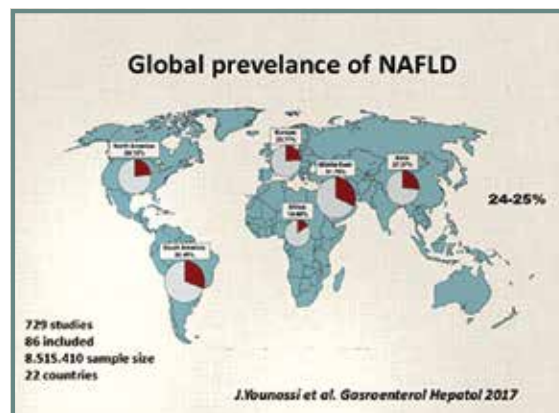 Global prevelance of NAFLD
North America
Europe
Middle East
Asia
Africa
South America
24-25%
729 studies
86 included
8.515.410 sample size
22 countries
J.Younossi et al. Gasroenterol Hepatol 2017